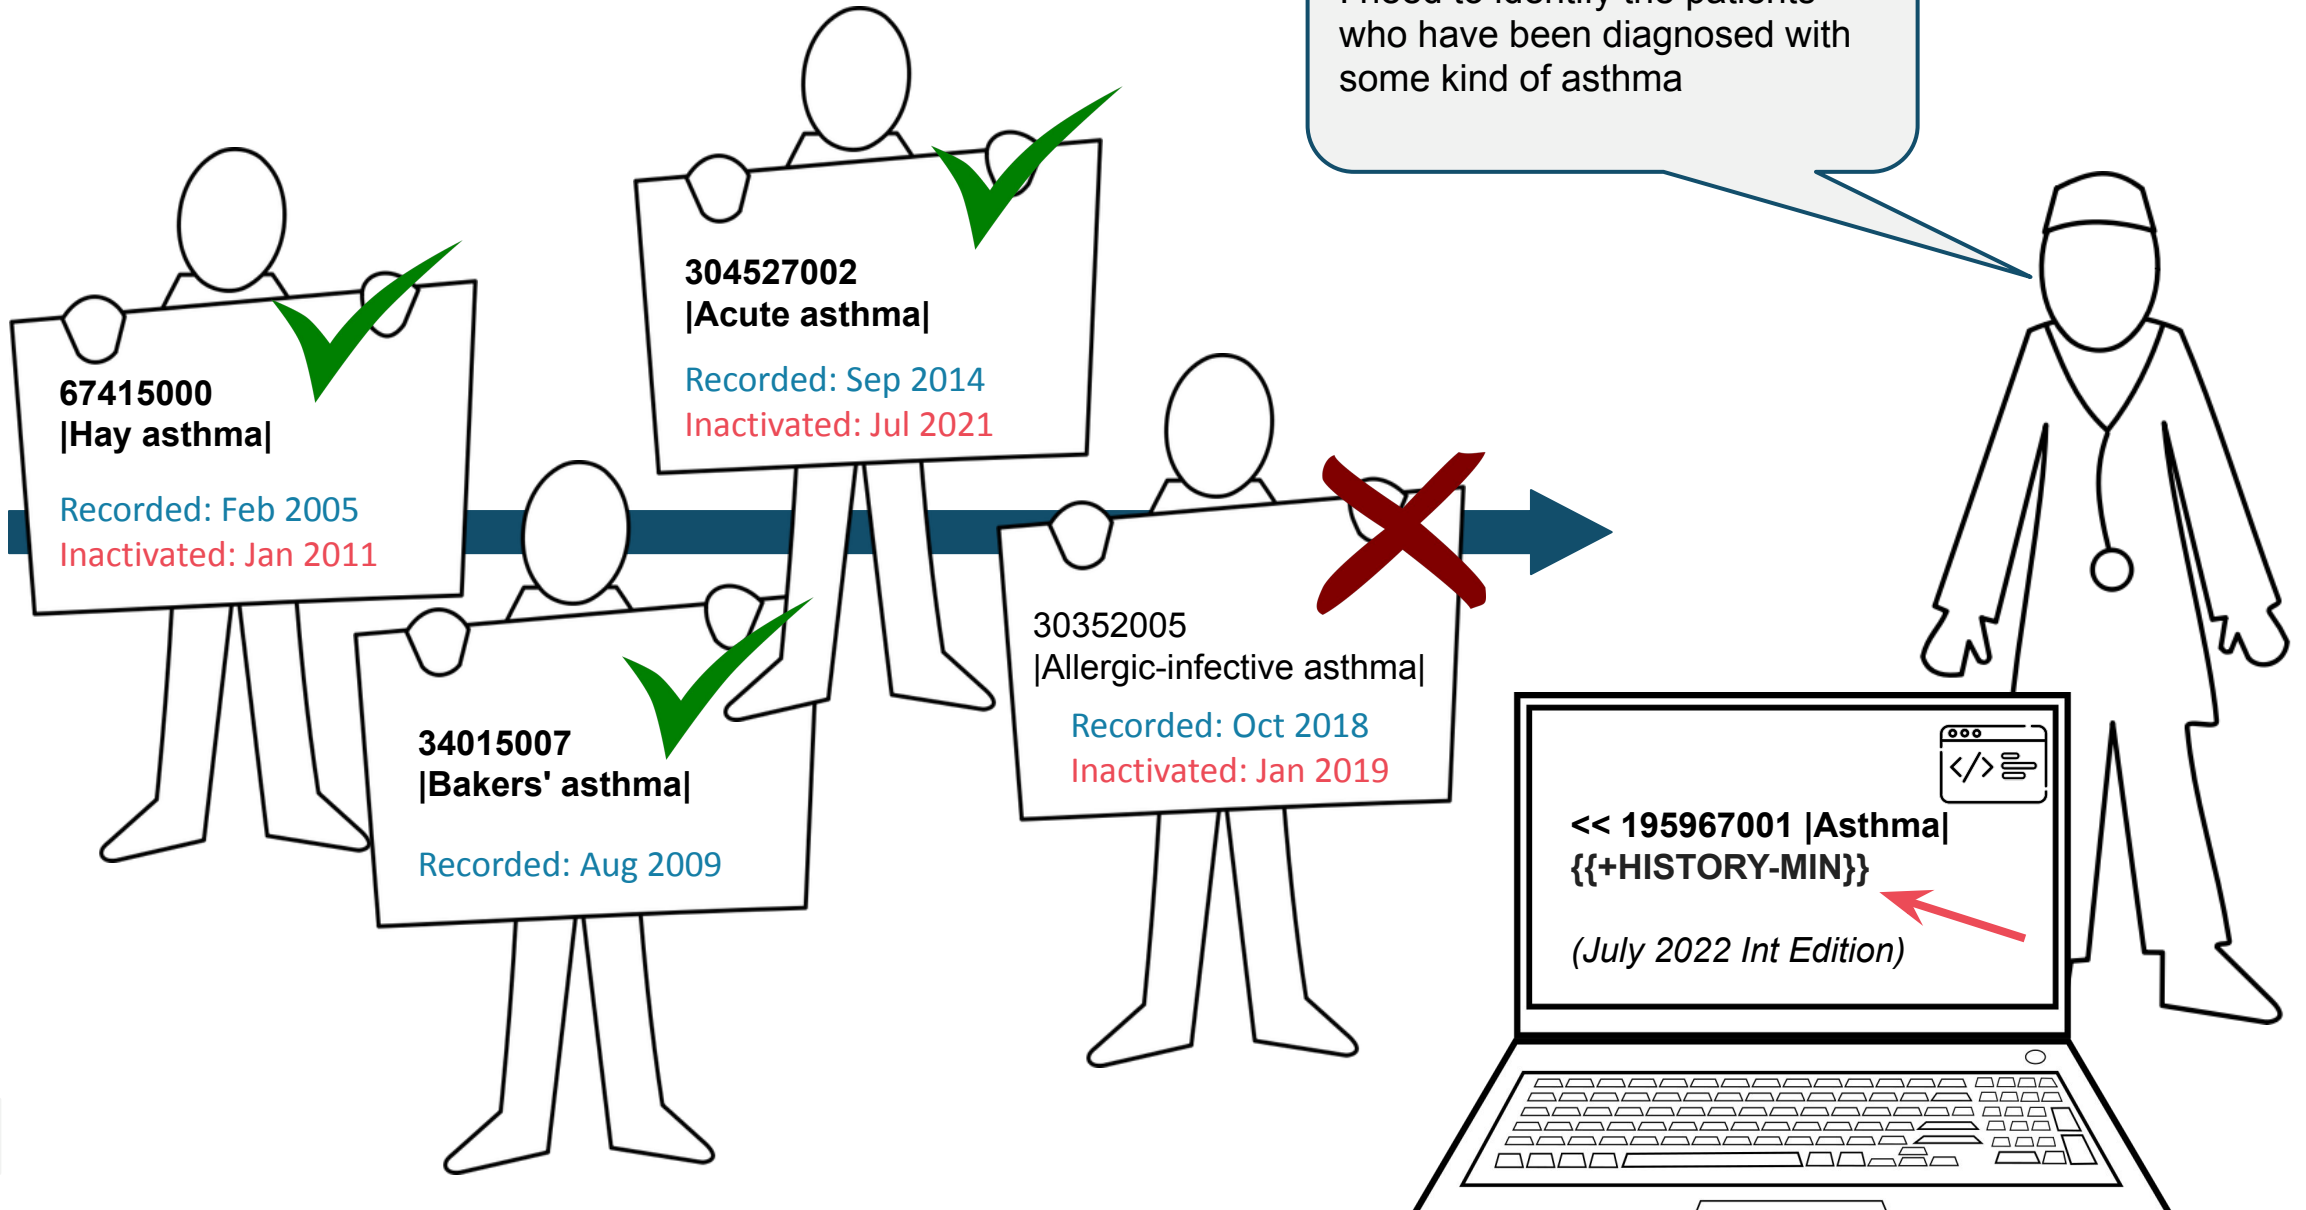 who have been diagnosed with
some kind of asthma
304527002
|Acute asthma|
Recorded: Sep 2014
Inactivated: Jul 2021
67415000
|Hay asthma|
Recorded: Feb 2005
Inactivated: Jan 2011
34015007
|Bakers' asthma|
Recorded: Aug 2009
30352005
|Allergic-infective asthma|
Recorded: Oct 2018
Inactivated: Jan 2019
</>
<< 195967001 |Asthma|
{{+HISTORY-MIN}}
(July 2022 Int Edition)